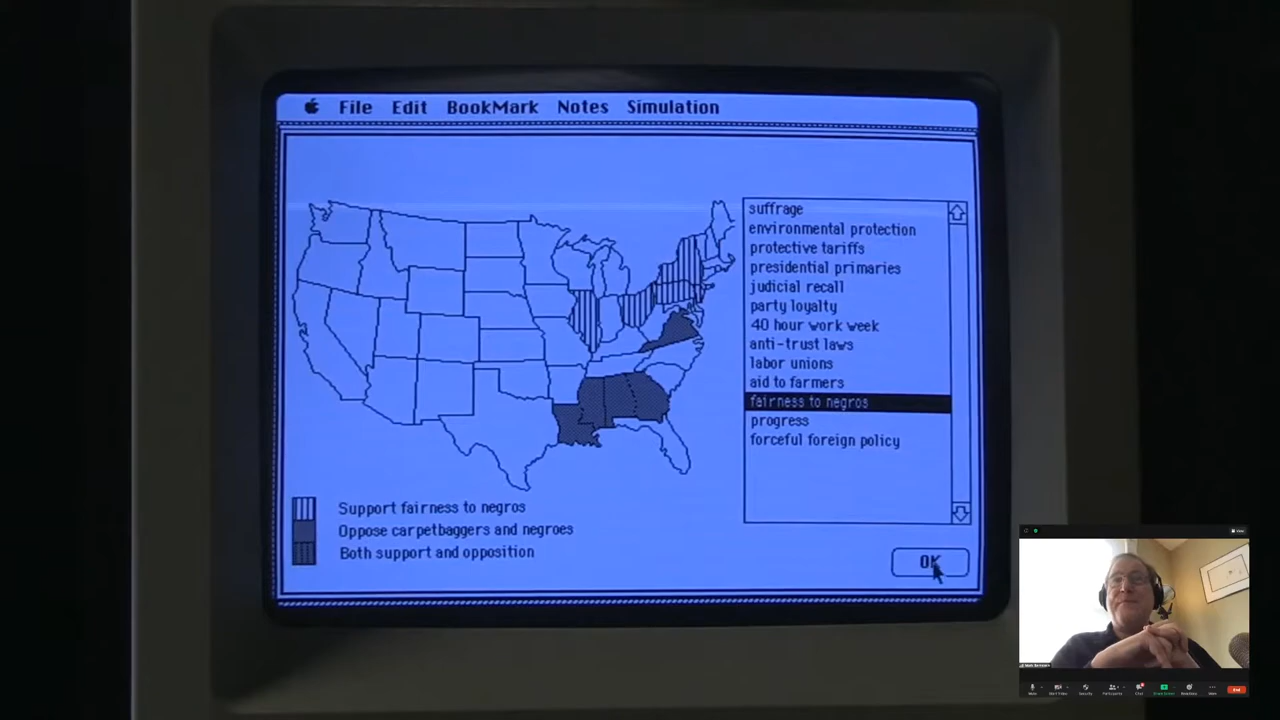 File Edit BookMark Notes Simulation
suffrage
environmental protection
protective tariffs
presidential primaries
judicial recall
party loyalty
40 hour work week
anti-trust laws
labor unions
aid to farmers
fairness to negros
progress
forceful foreign policy
Support fairness to negros
Oppose carpetbaggers and negroes
Both support and opposition
OK